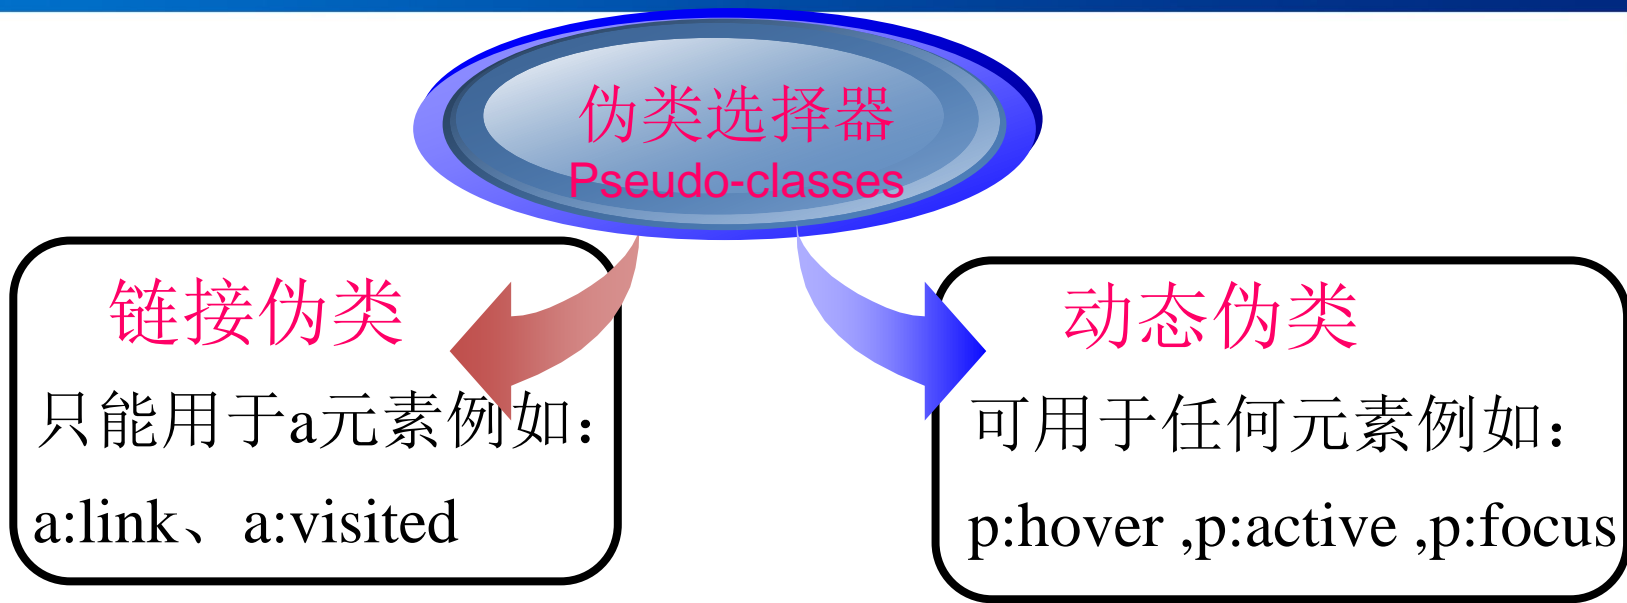 伪类选择器
Pseudo-classes
链接伪类
只能用于a元素例如：
a:link、a:visited
动态伪类
可用于任何元素例如：
p:hover ,p:active ,p:focus